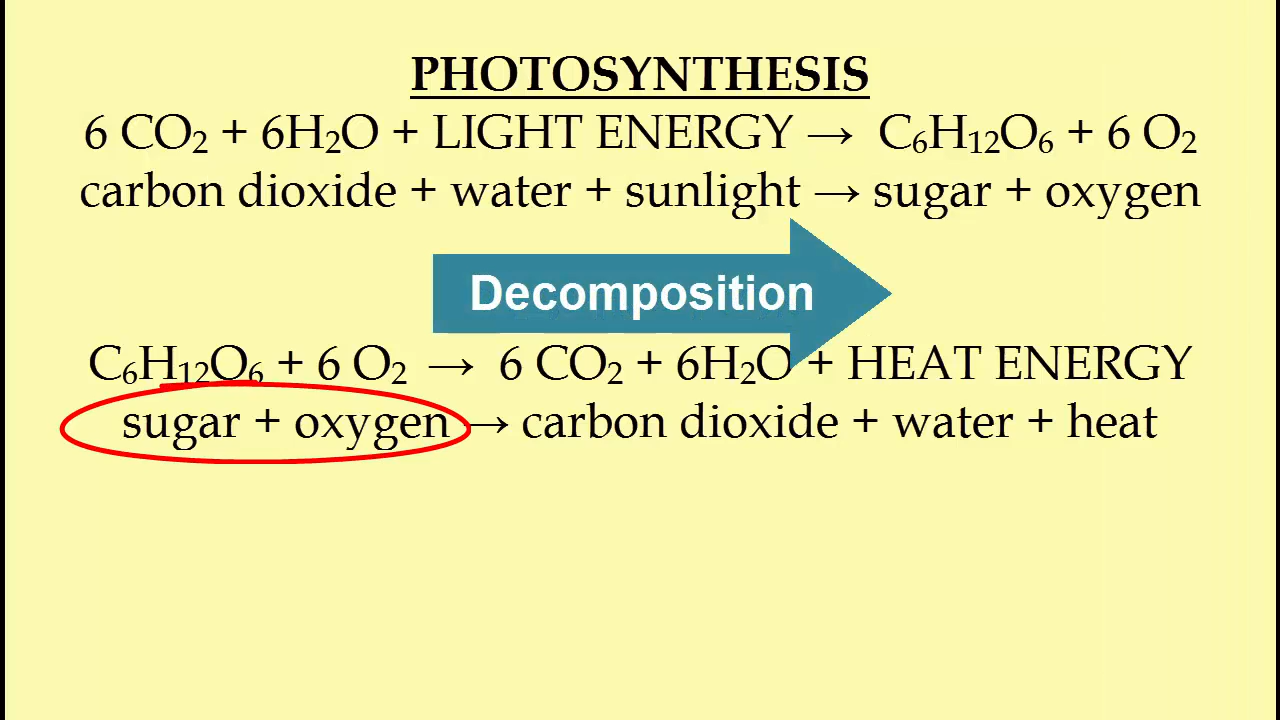 PHOTOSYNTHESIS
6 CO₂ + 6H₂O + LIGHT ENERGY → C₆H₁₂O₆ + 6 O₂
carbon dioxide + water + sunlight → sugar + oxygen
Decomposition
C₆H₁₂O₆ + 6 O₂ → 6 CO₂ + 6H₂O + HEAT ENERGY
sugar + oxygen → carbon dioxide + water + heat